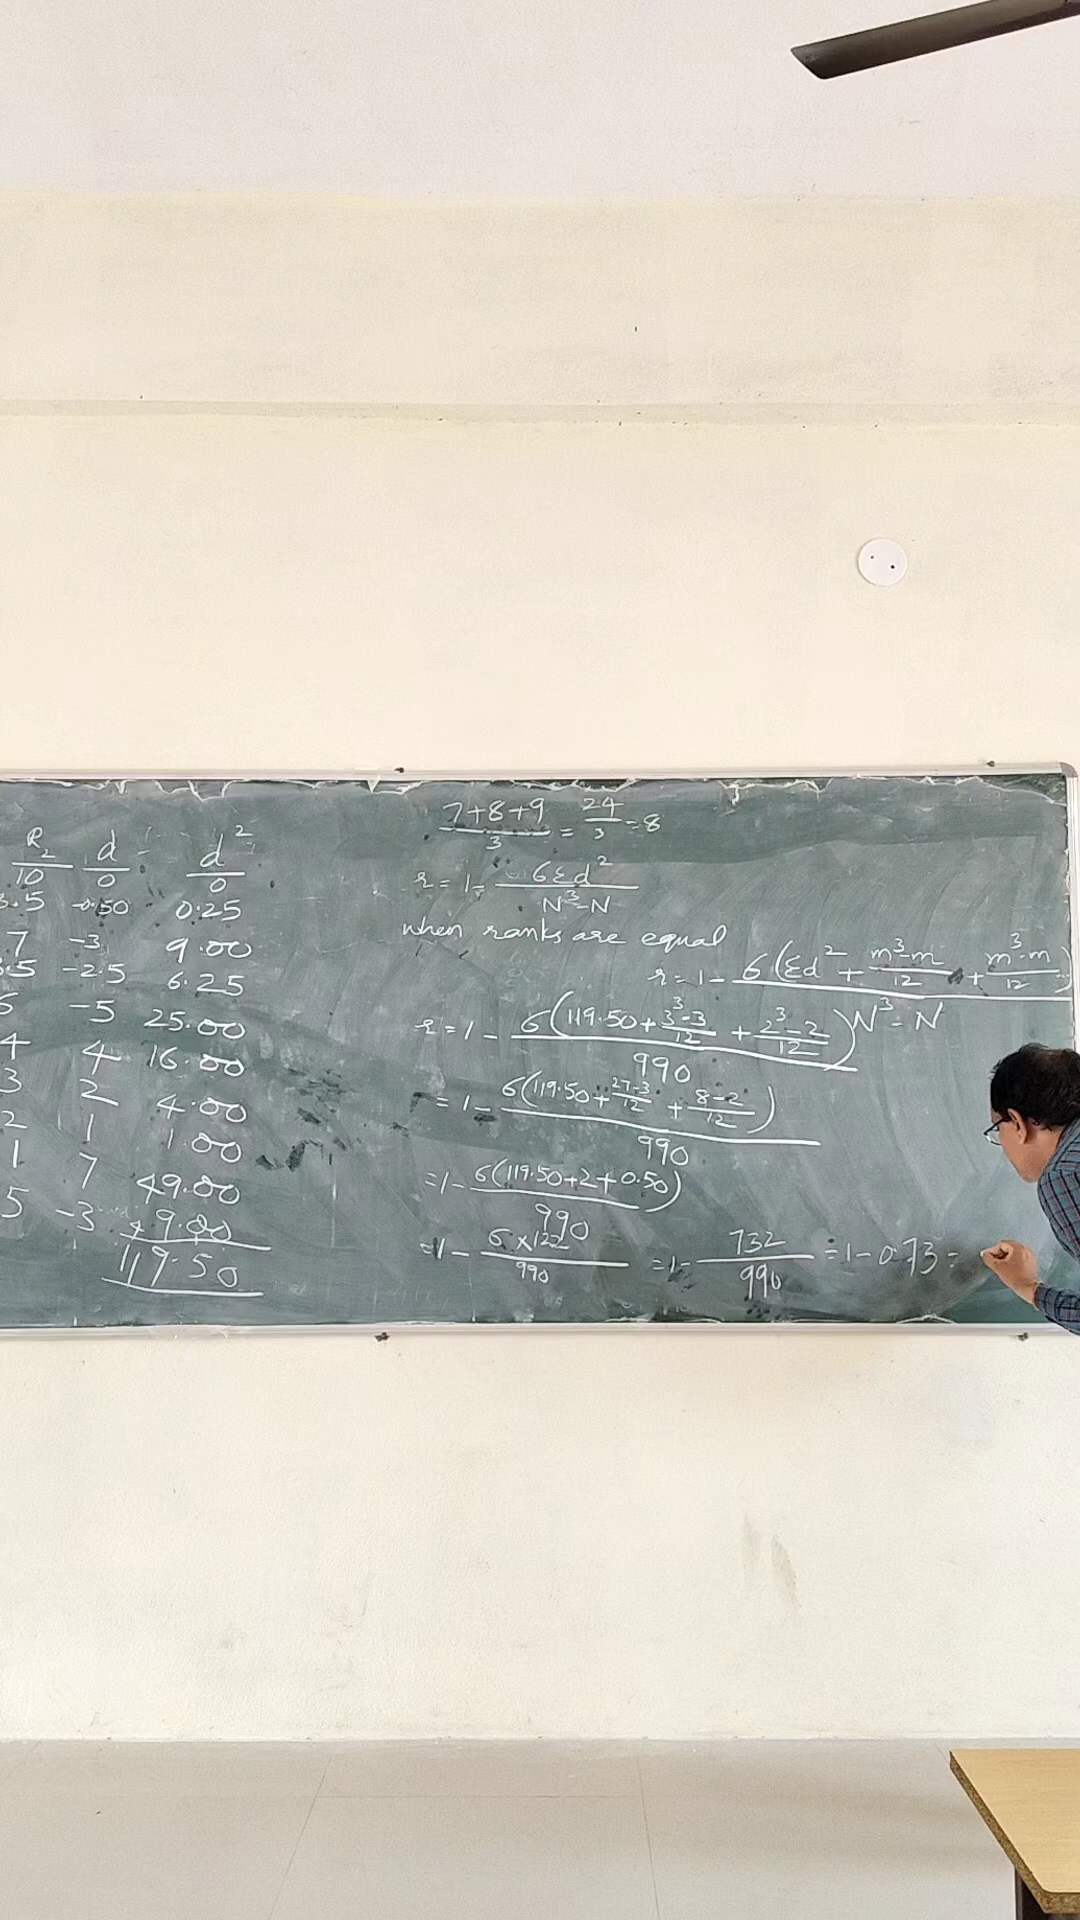 R₂ d d²
10 0 0
3.5 -0.50 0.25
7 -3 9.00
3.5 -2.5 6.25
6 -5 25.00
4 4 16.00
3 2 4.00
2 1 1.00
1 7 49.00
5 -3 9.00
119.50
(7+8+9)/3 = 24/3 = 8
r = 1 - 6Σd²/(N³-N)
when ranks are equal
r = 1 - 6(Σd² + (m³-m)/12 + (m³-m)/12 ..)/(N³-N)
r = 1 - 6(119.50 + (3³-3)/12 + (2³-2)/12)/990
= 1 - 6(119.50 + (27-3)/12 + (8-2)/12)/990
= 1 - 6(119.50+2+0.50)/990
= 1 - (6×122)/990 = 1 - 732/990 = 1 - 0.73 =